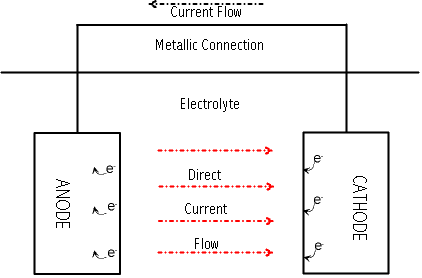 Current Flow
Metallic Connection
Electrolyte
ANODE
e-
e-
e-
Direct
Current
Flow
e-
e-
e-
CATHODE